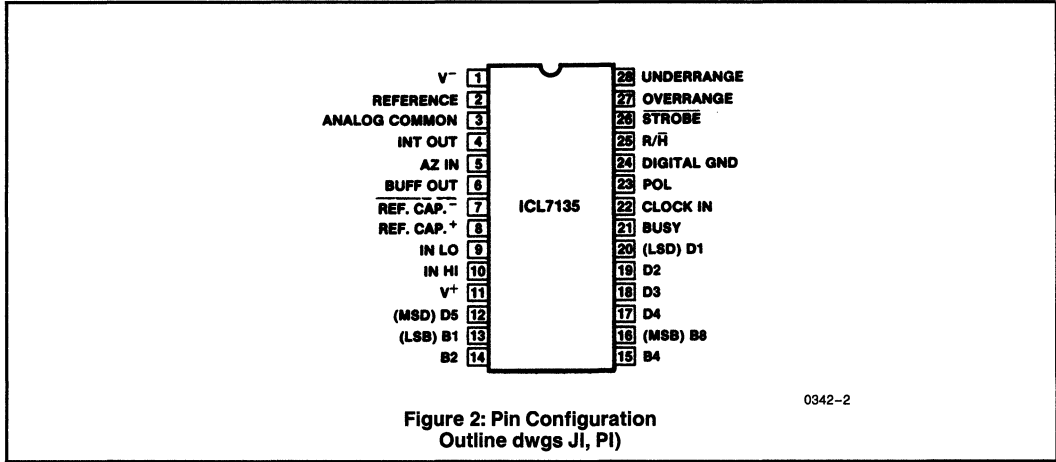 V⁻ 1
REFERENCE 2
ANALOG COMMON 3
INT OUT 4
AZ IN 5
BUFF OUT 6
REF. CAP.⁻ 7
REF. CAP.⁺ 8
IN LO 9
IN HI 10
V⁺ 11
(MSD) D5 12
(LSB) B1 13
B2 14
ICL7135
28 UNDERRANGE
27 OVERRANGE
26 S̅T̅R̅O̅B̅E̅
25 R/H̅
24 DIGITAL GND
23 POL
22 CLOCK IN
21 BUSY
20 (LSD) D1
19 D2
18 D3
17 D4
16 (MSB) B8
15 B4
0342-2
Figure 2: Pin Configuration
Outline dwgs JI, PI)